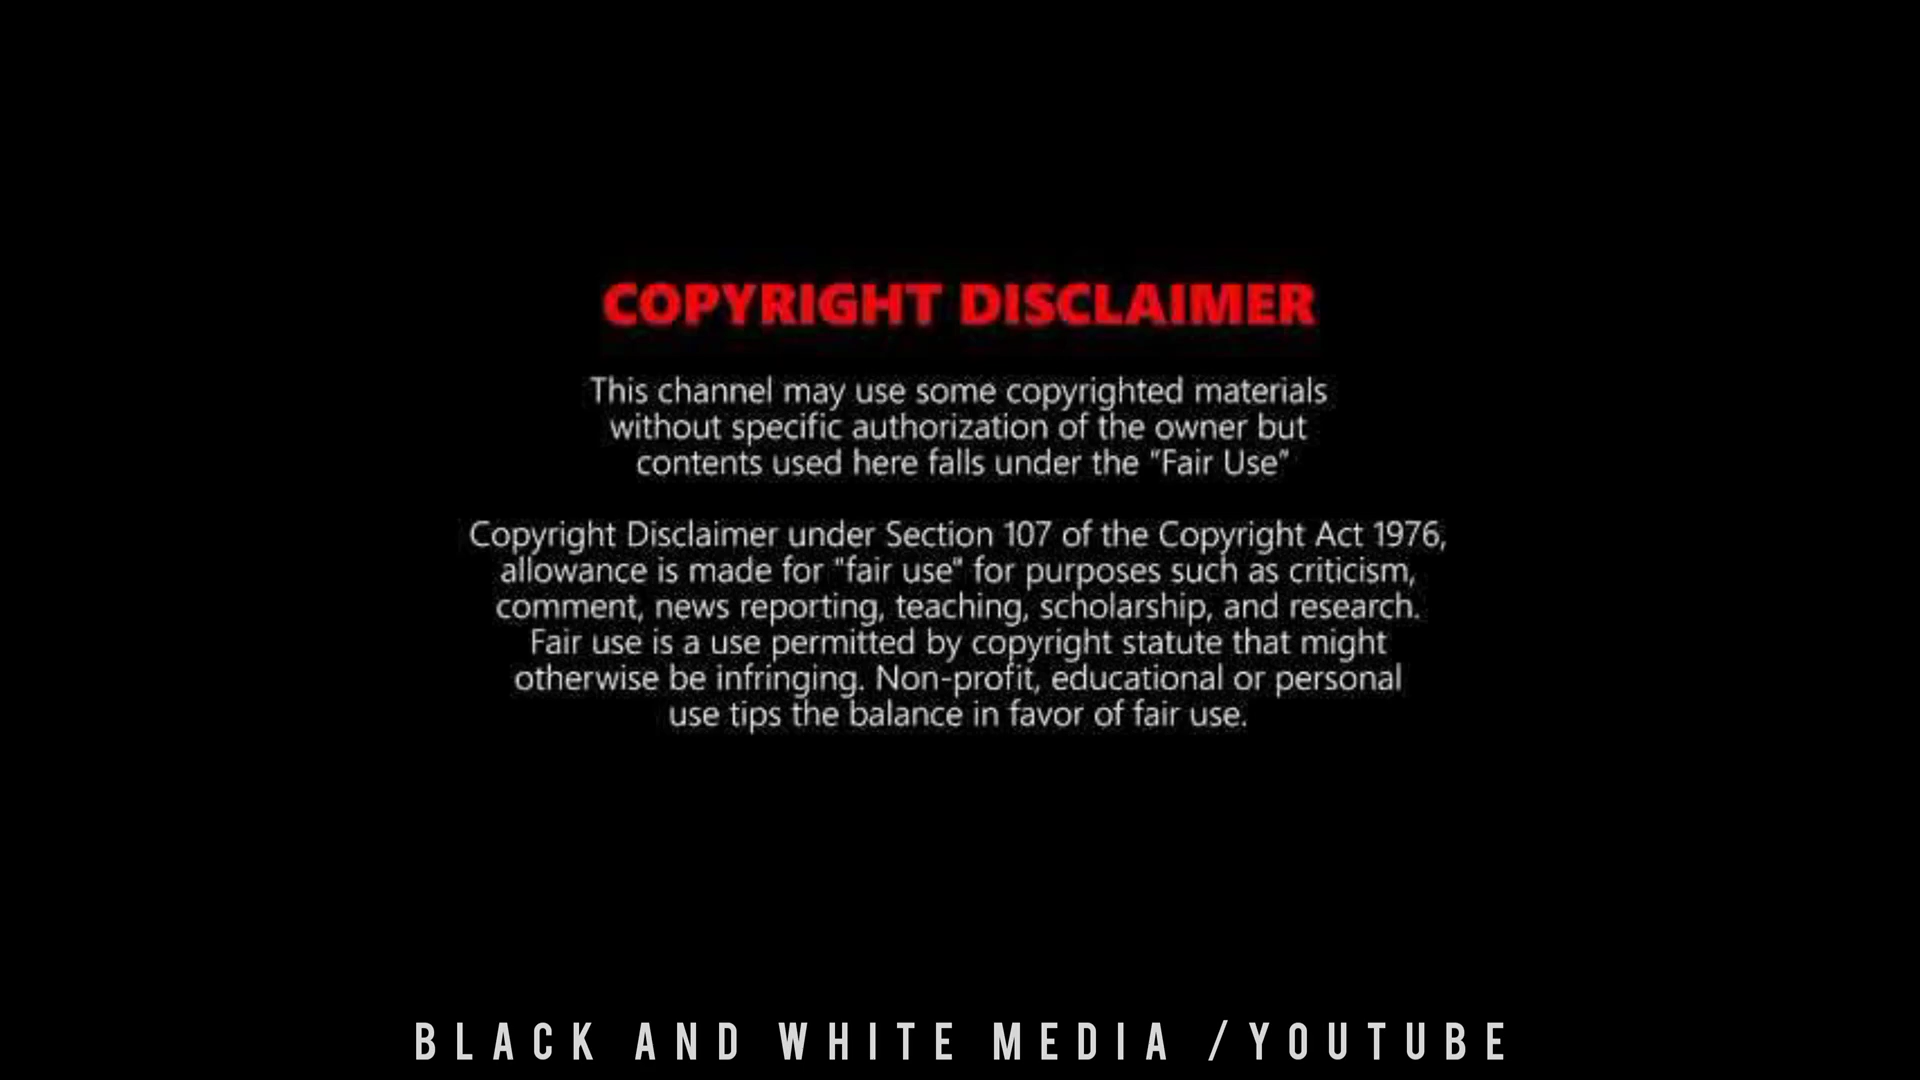 COPYRIGHT DISCLAIMER
This channel may use some copyrighted materials
without specific authorization of the owner but
contents used here falls under the "Fair Use"
Copyright Disclaimer under Section 107 of the Copyright Act 1976,
allowance is made for "fair use" for purposes such as criticism,
comment, news reporting, teaching, scholarship, and research.
Fair use is a use permitted by copyright statute that might
otherwise be infringing. Non-profit, educational or personal
use tips the balance in favor of fair use.
BLACK AND WHITE MEDIA /YOUTUBE